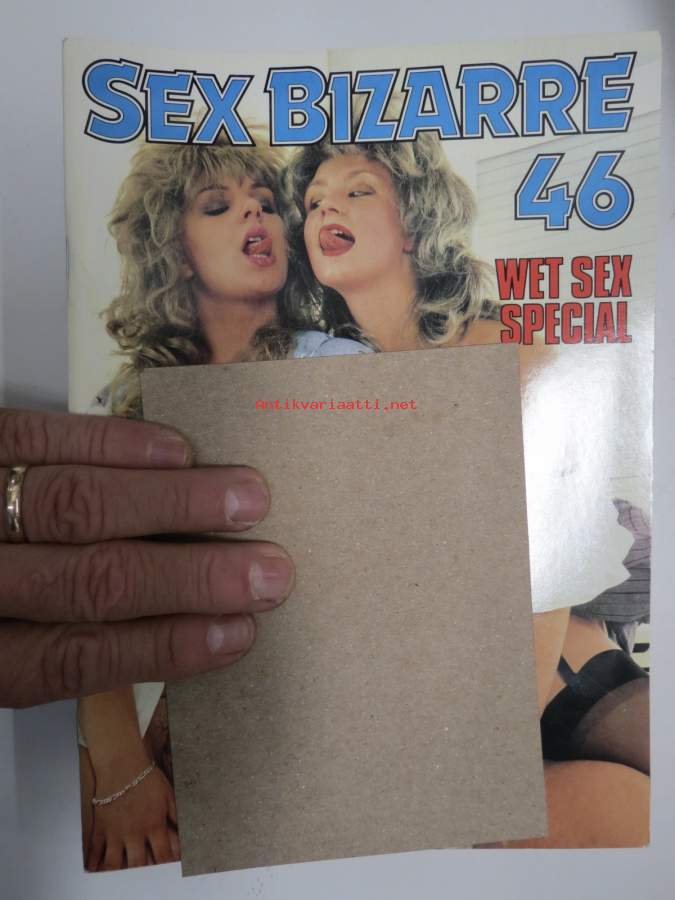 SEX BIZARRE
46
WET SEX
SPECIAL
Antikvariaatti.net